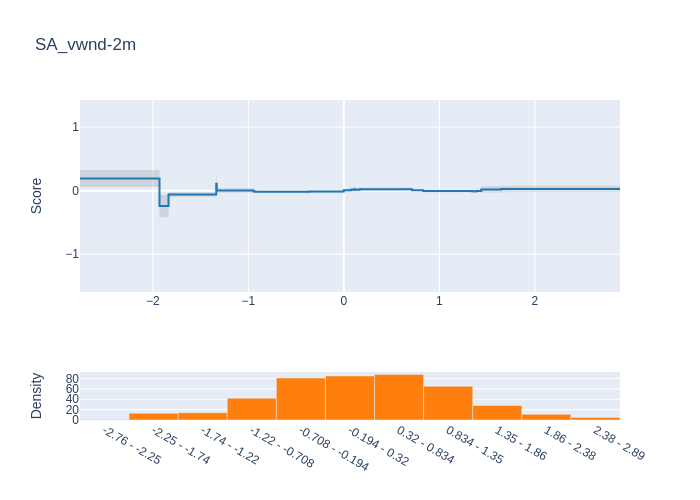 SA_vwnd-2m
Score
1
0
−1
−2
−1
0
1
2
Density
80
60
40
20
0
-2.76 - -2.25
-2.25 - -1.74
-1.74 - -1.22
-1.22 - -0.708
-0.708 - -0.194
-0.194 - 0.32
0.32 - 0.834
0.834 - 1.35
1.35 - 1.86
1.86 - 2.38
2.38 - 2.89